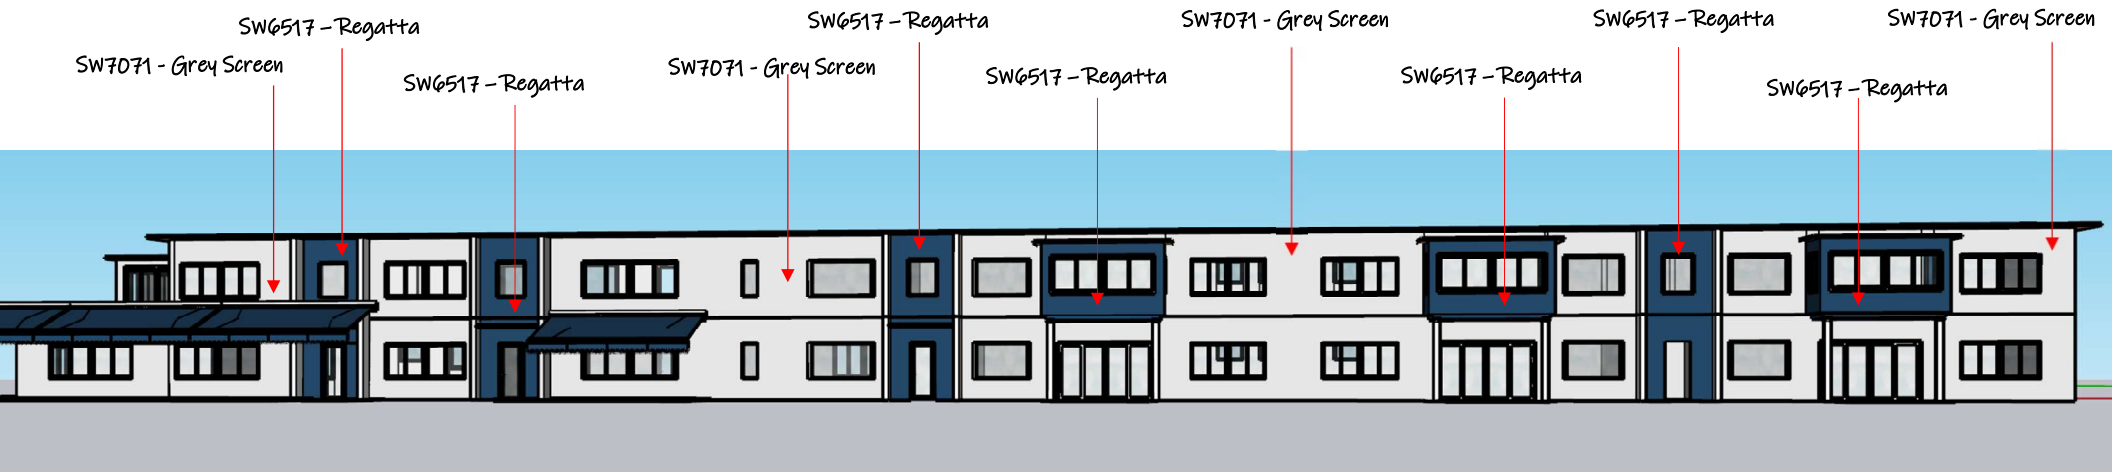 SW6517 – Regatta
SW7071 - Grey Screen
SW6517 – Regatta
SW7071 - Grey Screen
SW6517 – Regatta
SW6517 – Regatta
SW7071 - Grey Screen
SW6517 – Regatta
SW6517 – Regatta
SW6517 – Regatta
SW7071 - Grey Screen